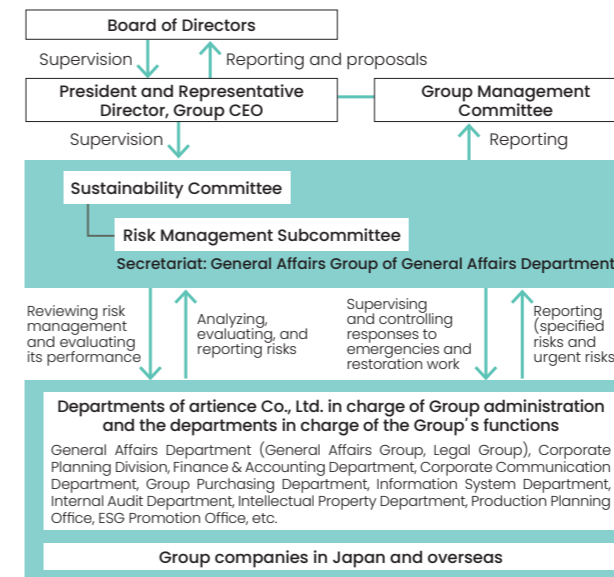 Board of Directors
Supervision
Reporting and proposals
President and Representative
Director, Group CEO
Group Management
Committee
Supervision
Reporting
Sustainability Committee
Risk Management Subcommittee
Secretariat: General Affairs Group of General Affairs Department
Reviewing risk
management
and evaluating
its performance
Analyzing,
evaluating, and
reporting risks
Supervising
and controlling
responses to
emergencies and
restoration work
Reporting
(specified
risks and
urgent risks
Departments of artience Co., Ltd. in charge of Group administration
and the departments in charge of the Group's functions
General Affairs Department (General Affairs Group, Legal Group), Corporate
Planning Division, Finance & Accounting Department, Corporate Communication
Department, Group Purchasing Department, Information System Department,
Internal Audit Department, Intellectual Property Department, Production Planning
Office, ESG Promotion Office, etc.
Group companies in Japan and overseas